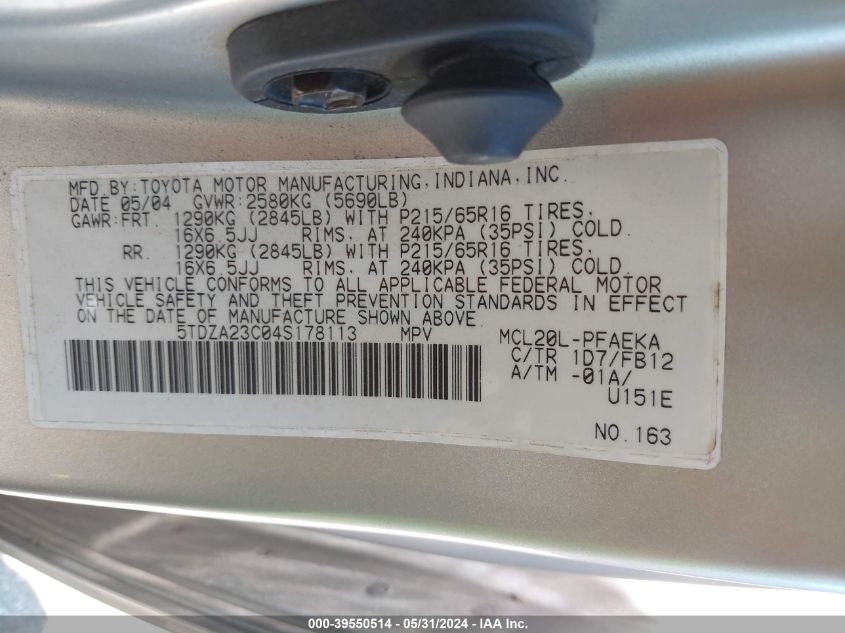 MFD.BY:TOYOTA MOTOR MANUFACTURING,INDIANA,INC.
DATE 05/04 GVWR:2580KG (5690LB)
GAWR:FRT. 1290KG (2845LB) WITH P215/65R16 TIRES,
16X6.5JJ RIMS, AT 240KPA (35PSI) COLD.
RR. 1290KG (2845LB) WITH P215/65R16 TIRES,
16X6.5JJ RIMS, AT 240KPA (35PSI) COLD.
THIS VEHICLE CONFORMS TO ALL APPLICABLE FEDERAL MOTOR
VEHICLE SAFETY AND THEFT PREVENTION STANDARDS IN EFFECT
ON THE DATE OF MANUFACTURE SHOWN ABOVE.
5TDZA23C04S178113 MPV MCL20L-PFAEKA
C/TR 1D7/FB12
A/TM -01A/
U151E
NO.163
000-39550514 - 05/31/2024 - IAA, Inc.